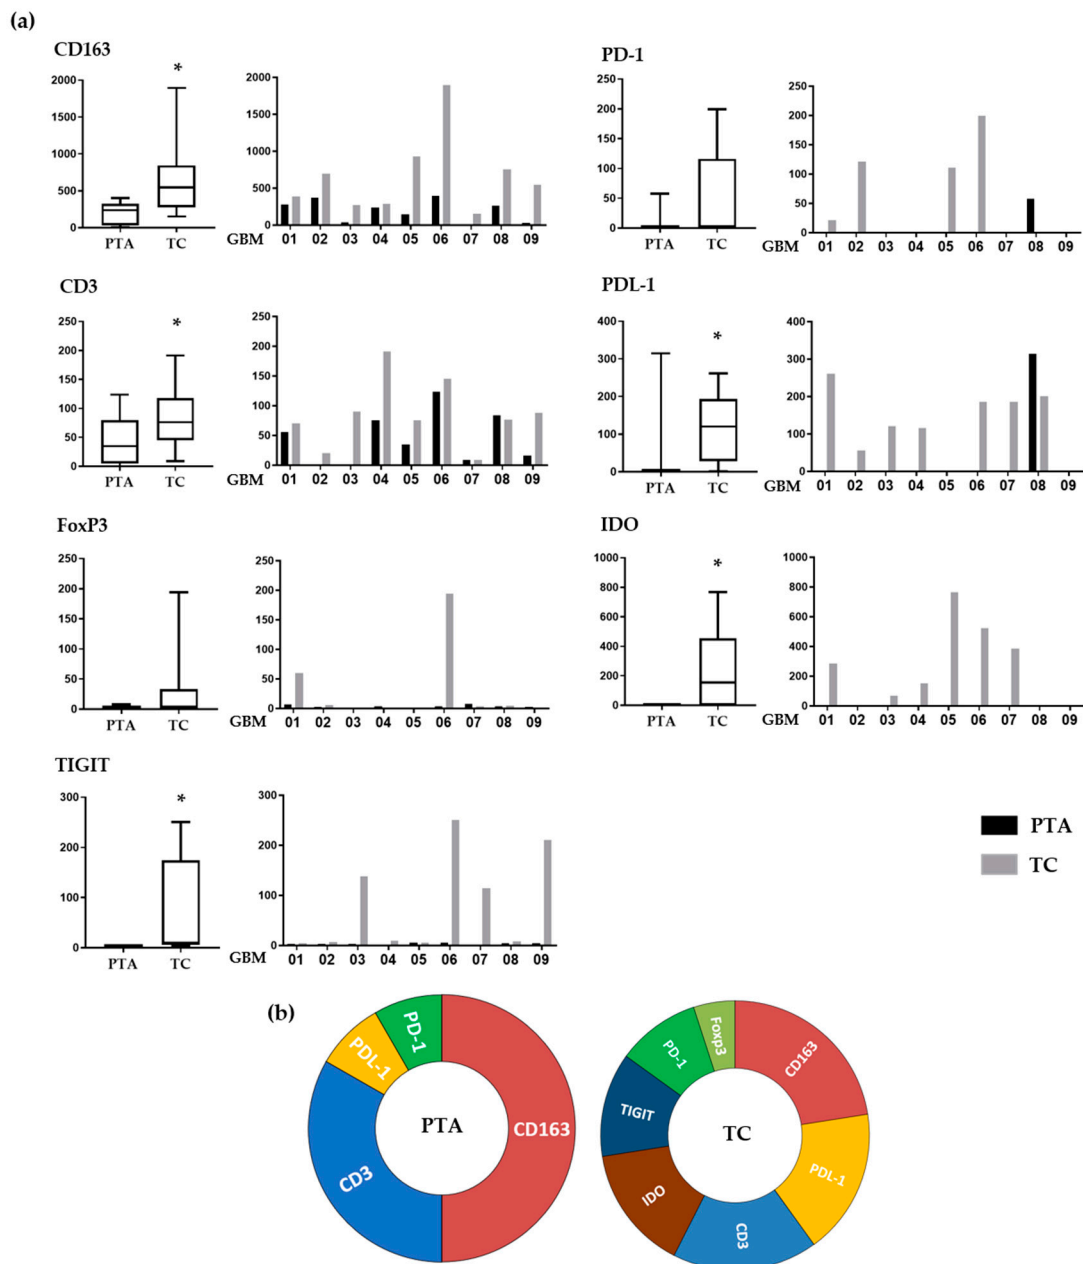 (a)
CD163
*
2000
1500
1000
500
0
PTA TC
2000
1500
1000
500
0
GBM 01 02 03 04 05 06 07 08 09
PD-1
250
200
150
100
50
0
PTA TC
250
200
150
100
50
0
GBM 01 02 03 04 05 06 07 08 09
CD3
*
250
200
150
100
50
0
PTA TC
250
200
150
100
50
0
GBM 01 02 03 04 05 06 07 08 09
PDL-1
*
400
300
200
100
0
PTA TC
400
300
200
100
0
GBM 01 02 03 04 05 06 07 08 09
FoxP3
250
200
150
100
50
0
PTA TC
250
200
150
100
50
0
GBM 01 02 03 04 05 06 07 08 09
IDO
*
1000
800
600
400
200
0
PTA TC
1000
800
600
400
200
0
GBM 01 02 03 04 05 06 07 08 09
TIGIT
*
300
200
100
0
PTA TC
300
200
100
0
GBM 01 02 03 04 05 06 07 08 09
PTA
TC
(b)
PD-1
PDL-1
CD3
CD163
PTA
Foxp3
PD-1
TIGIT
IDO
CD3
PDL-1
CD163
TC